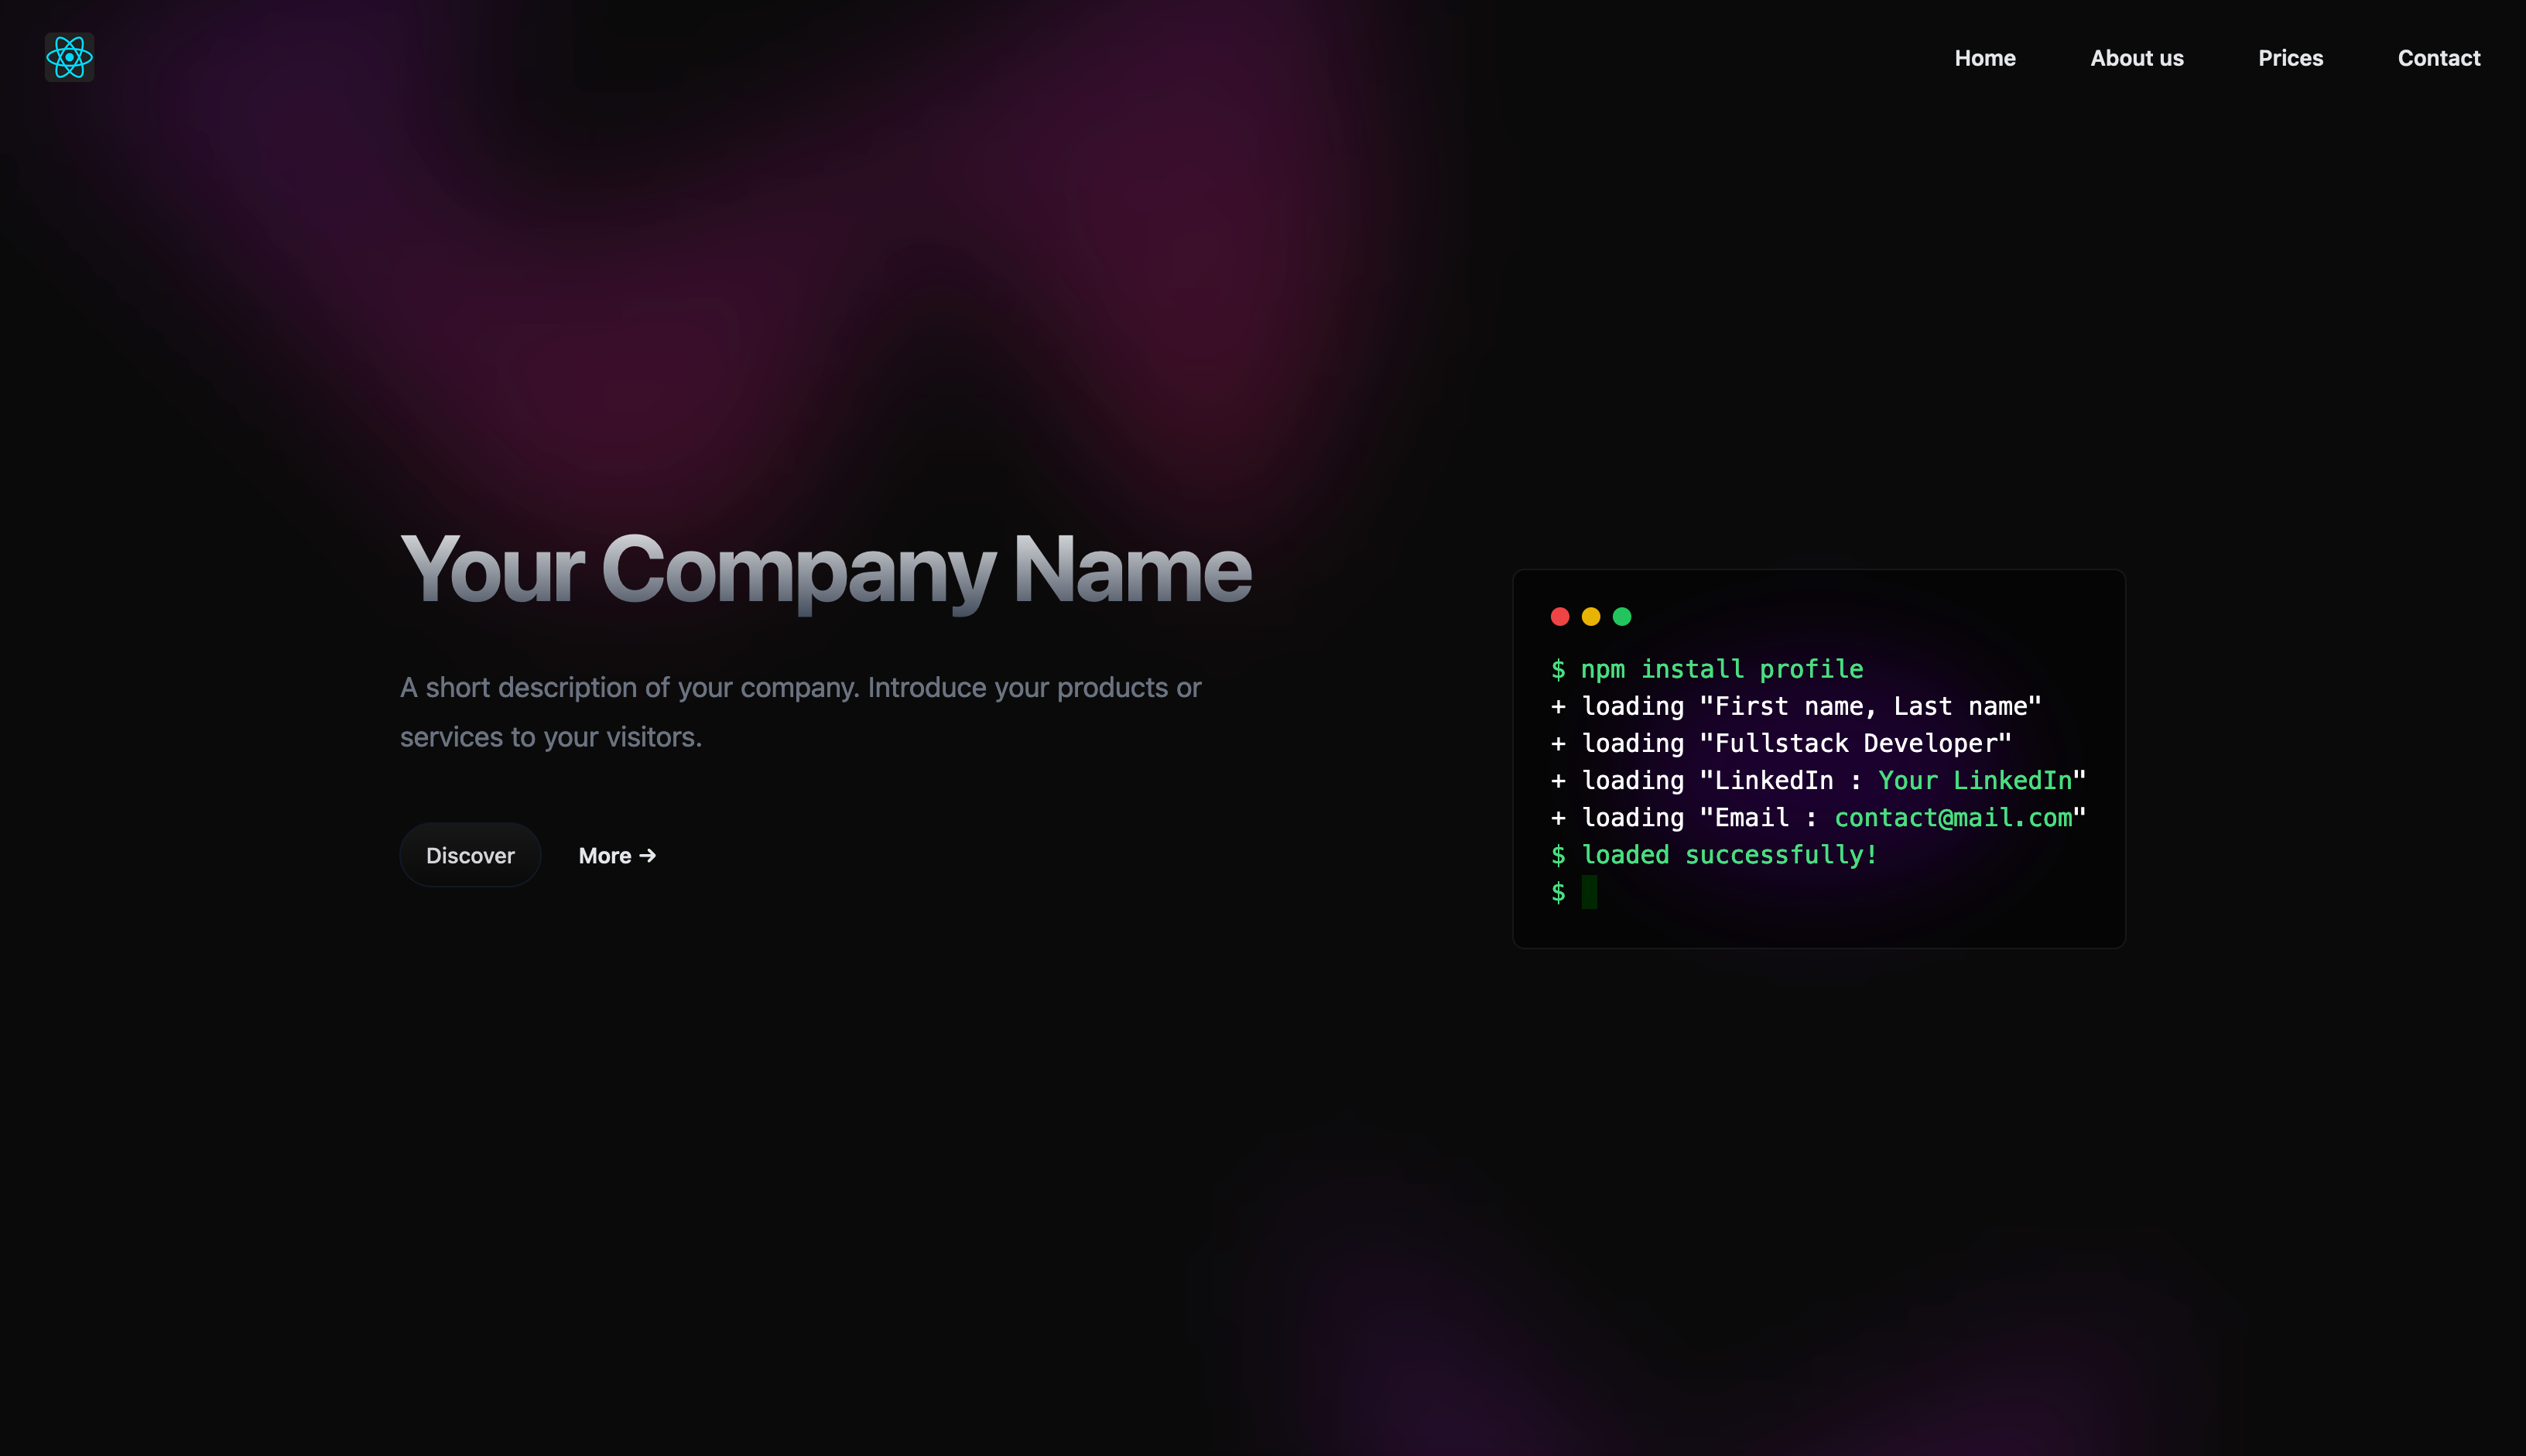 Home
About us
Prices
Contact
Your Company Name
A short description of your company. Introduce your products or
services to your visitors.
Discover
More →
$ npm install profile
+ loading "First name, Last name"
+ loading "Fullstack Developer"
+ loading "LinkedIn : Your LinkedIn"
+ loading "Email : contact@mail.com"
$ loaded successfully!
$